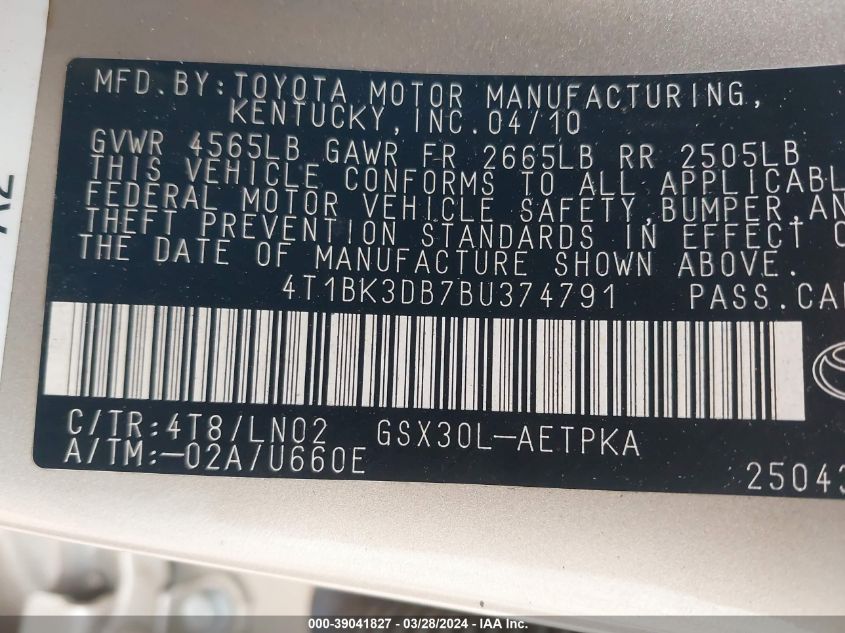 MFD. BY: TOYOTA MOTOR MANUFACTURING,
KENTUCKY, INC. 04/10
GVWR 4565LB GAWR FR 2665LB RR 2505LB
THIS VEHICLE CONFORMS TO ALL APPLICABL
FEDERAL MOTOR VEHICLE SAFETY, BUMPER, AN
THEFT PREVENTION STANDARDS IN EFFECT O
THE DATE OF MANUFACTURE SHOWN ABOVE.
4T1BK3DB7BU374791 PASS.CA
C/TR: 4T8/LN02 GSX30L-AETPKA
A/TM:-02A/U660E
25043
000-39041827 - 03/28/2024 - IAAI.com